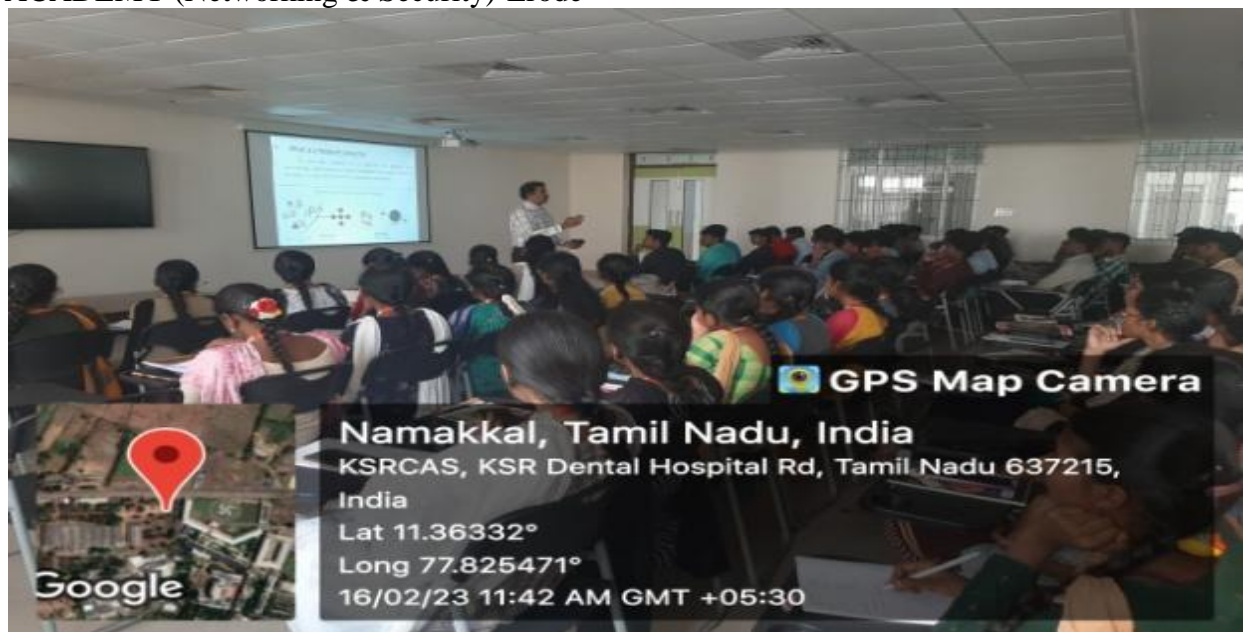 ACADEMY (Networking & Security)-Erode
GPS Map Camera
Namakkal, Tamil Nadu, India
KSRCAS, KSR Dental Hospital Rd, Tamil Nadu 637215,
India
Lat 11.36332°
Long 77.825471°
16/02/23 11:42 AM GMT +05:30
Google